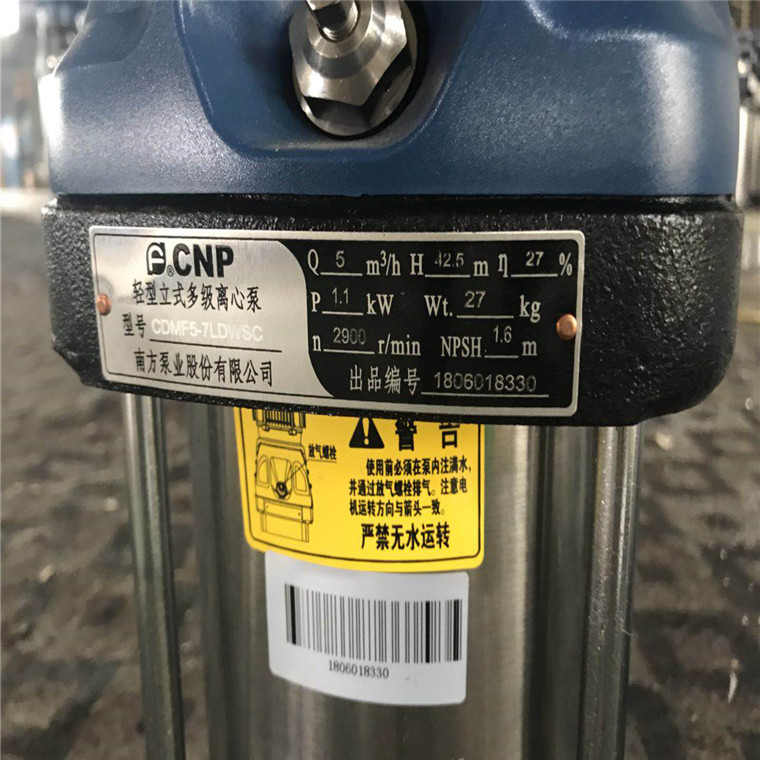 CNP
轻型立式多级离心泵
型号 CDMF5-7LDWSC
南方泵业股份有限公司
Q 5 m³/h H 42.5 m η 27 %
P 1.1 kW Wt. 27 kg
n 2900 r/min NPSH 1.6 m
出品编号 1806018330
放气螺栓
警告
使用前必须在泵内注满水,
并通过放气螺栓排气。注意电
机运转方向与箭头一致。
严禁无水运转
1806018330